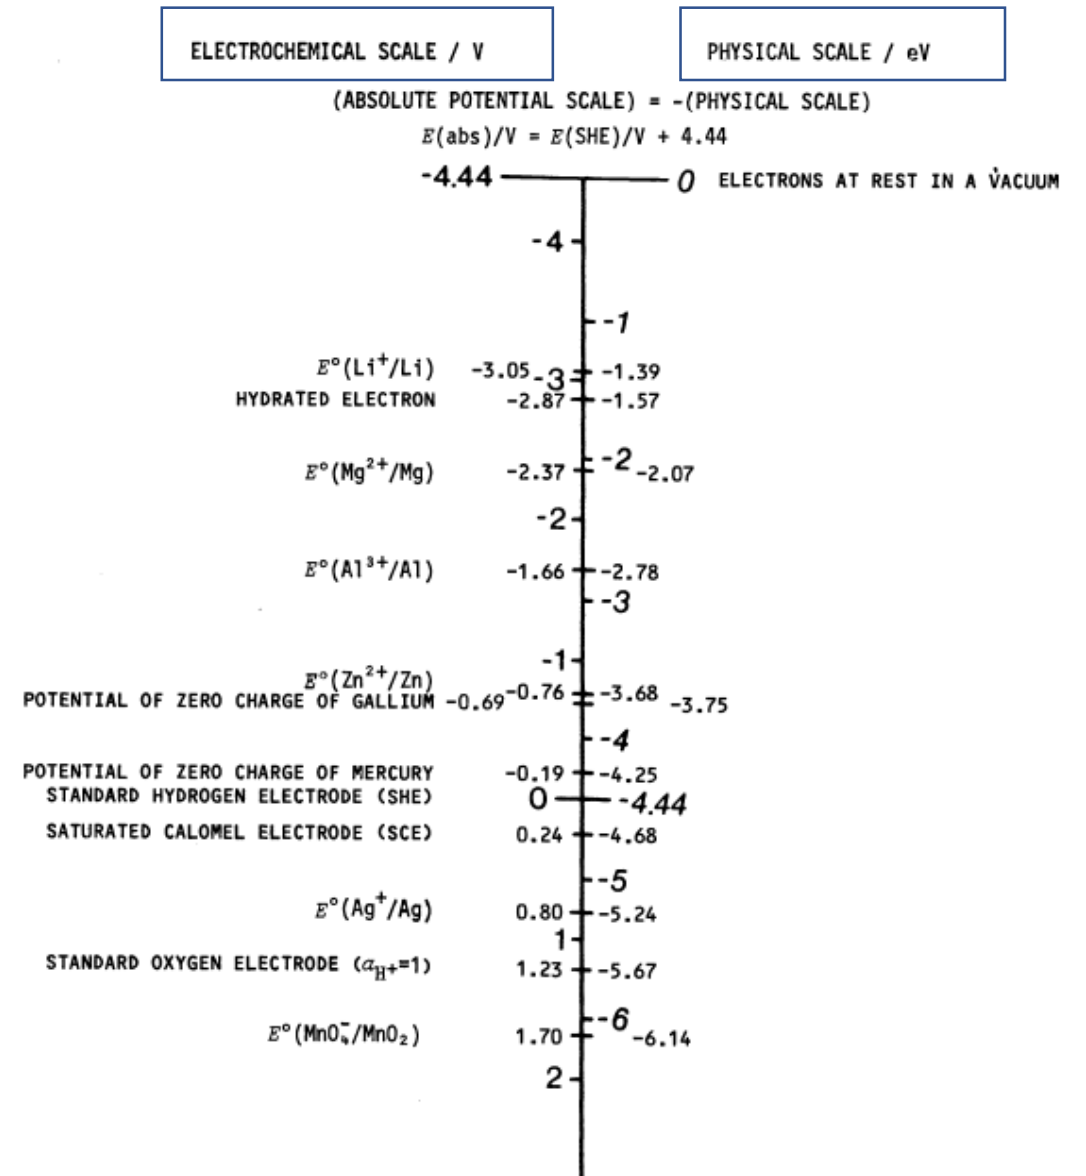 ELECTROCHEMICAL SCALE / V PHYSICAL SCALE / eV
(ABSOLUTE POTENTIAL SCALE) = -(PHYSICAL SCALE)
E(abs)/V = E(SHE)/V + 4.44
-4.44 0 ELECTRONS AT REST IN A VACUUM
-4
-1
E°(Li⁺/Li) -3.05 -1.39
-3
HYDRATED ELECTRON -2.87 -1.57
-2
E°(Mg²⁺/Mg) -2.37 -2.07
-2
E°(Al³⁺/Al) -1.66 -2.78
-3
-1
E°(Zn²⁺/Zn) -0.76 -3.68
POTENTIAL OF ZERO CHARGE OF GALLIUM -0.69 -3.75
-4
POTENTIAL OF ZERO CHARGE OF MERCURY -0.19 -4.25
STANDARD HYDROGEN ELECTRODE (SHE) 0 -4.44
SATURATED CALOMEL ELECTRODE (SCE) 0.24 -4.68
-5
E°(Ag⁺/Ag) 0.80 -5.24
1
STANDARD OXYGEN ELECTRODE (a_H⁺=1) 1.23 -5.67
-6
E°(MnO₄⁻/MnO₂) 1.70 -6.14
2